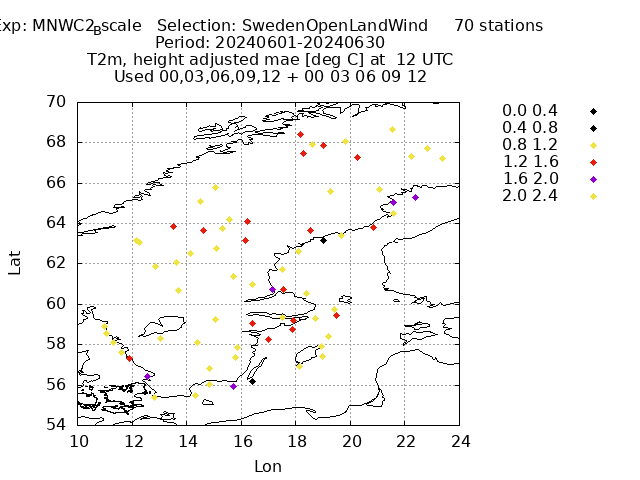 Exp: MNWC2_Bscale   Selection: SwedenOpenLandWind     70 stations
Period: 20240601-20240630
T2m, height adjusted mae [deg C] at  12 UTC
Used 00,03,06,09,12 + 00 03 06 09 12
0.0 0.4
0.4 0.8
0.8 1.2
1.2 1.6
1.6 2.0
2.0 2.4
70
68
66
64
62
60
58
56
54
Lat
10 12 14 16 18 20 22 24
Lon